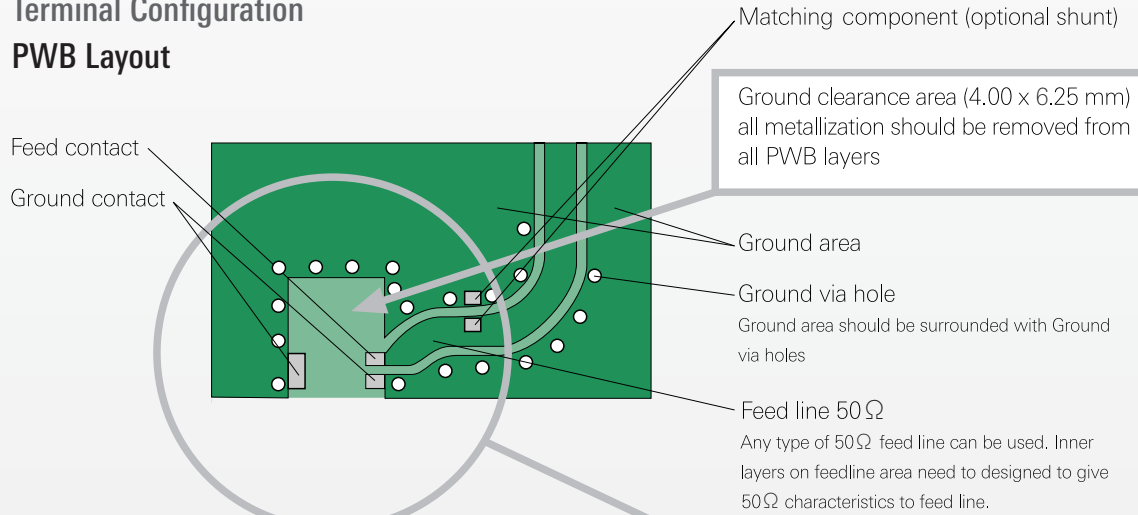 Terminal Configuration
PWB Layout
Feed contact
Ground contact
Matching component (optional shunt)
Ground clearance area (4.00 x 6.25 mm)
all metallization should be removed from
all PWB layers
Ground area
Ground via hole
Ground area should be surrounded with Ground
via holes
Feed line 50Ω
Any type of 50Ω feed line can be used. Inner
layers on feedline area need to designed to give
50Ω characteristics to feed line.